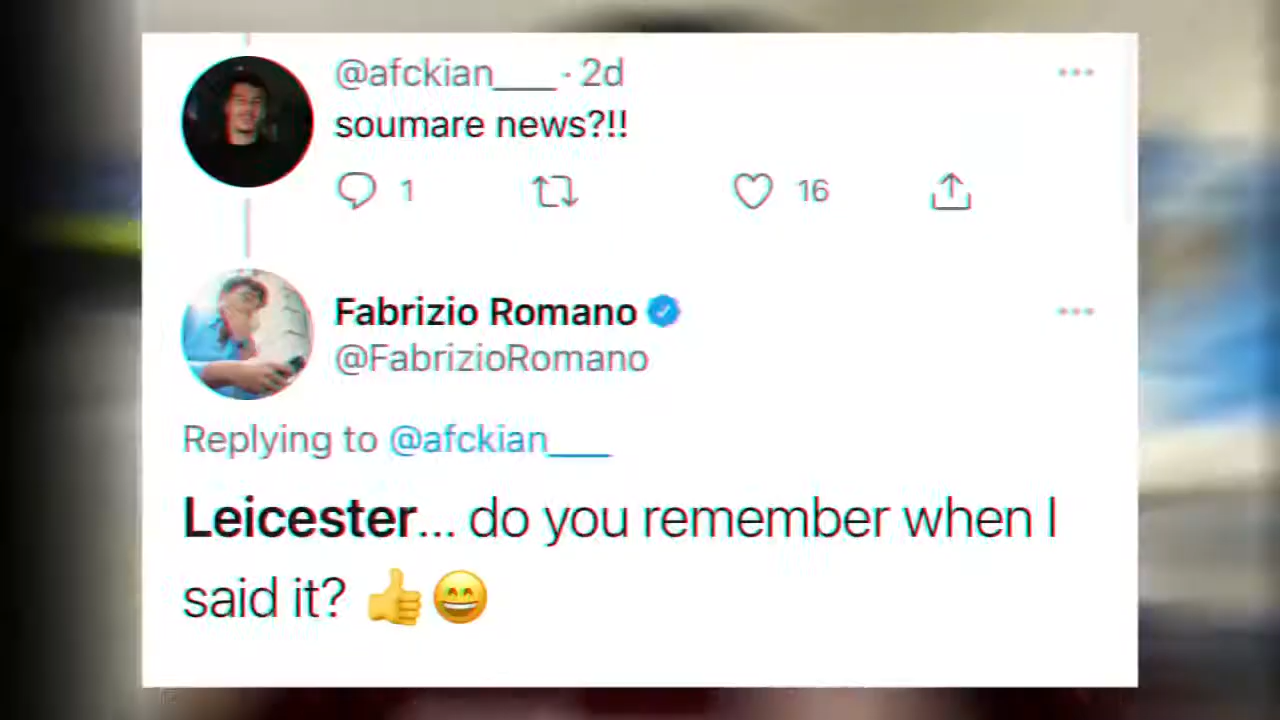 @afckian___ · 2d
soumare news?!!
1 16
Fabrizio Romano
@FabrizioRomano
Replying to @afckian___
Leicester... do you remember when I
said it? 👍😄